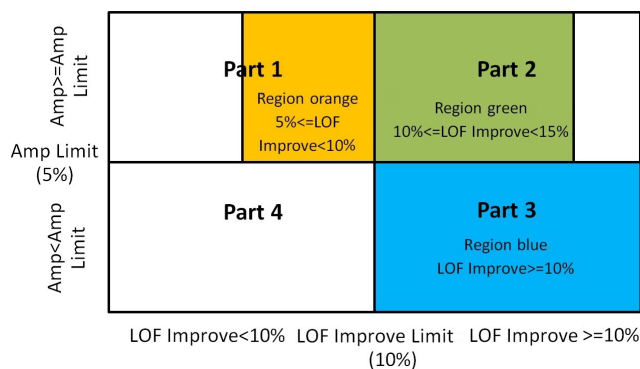 Amp>=Amp
Limit
Part 1
Part 2
Region orange
5%<=LOF
Improve<10%
Region green
10%<=LOF Improve<15%
Amp Limit
(5%)
Amp<Amp
Limit
Part 4
Part 3
Region blue
LOF Improve>=10%
LOF Improve<10%
LOF Improve Limit
(10%)
LOF Improve >=10%